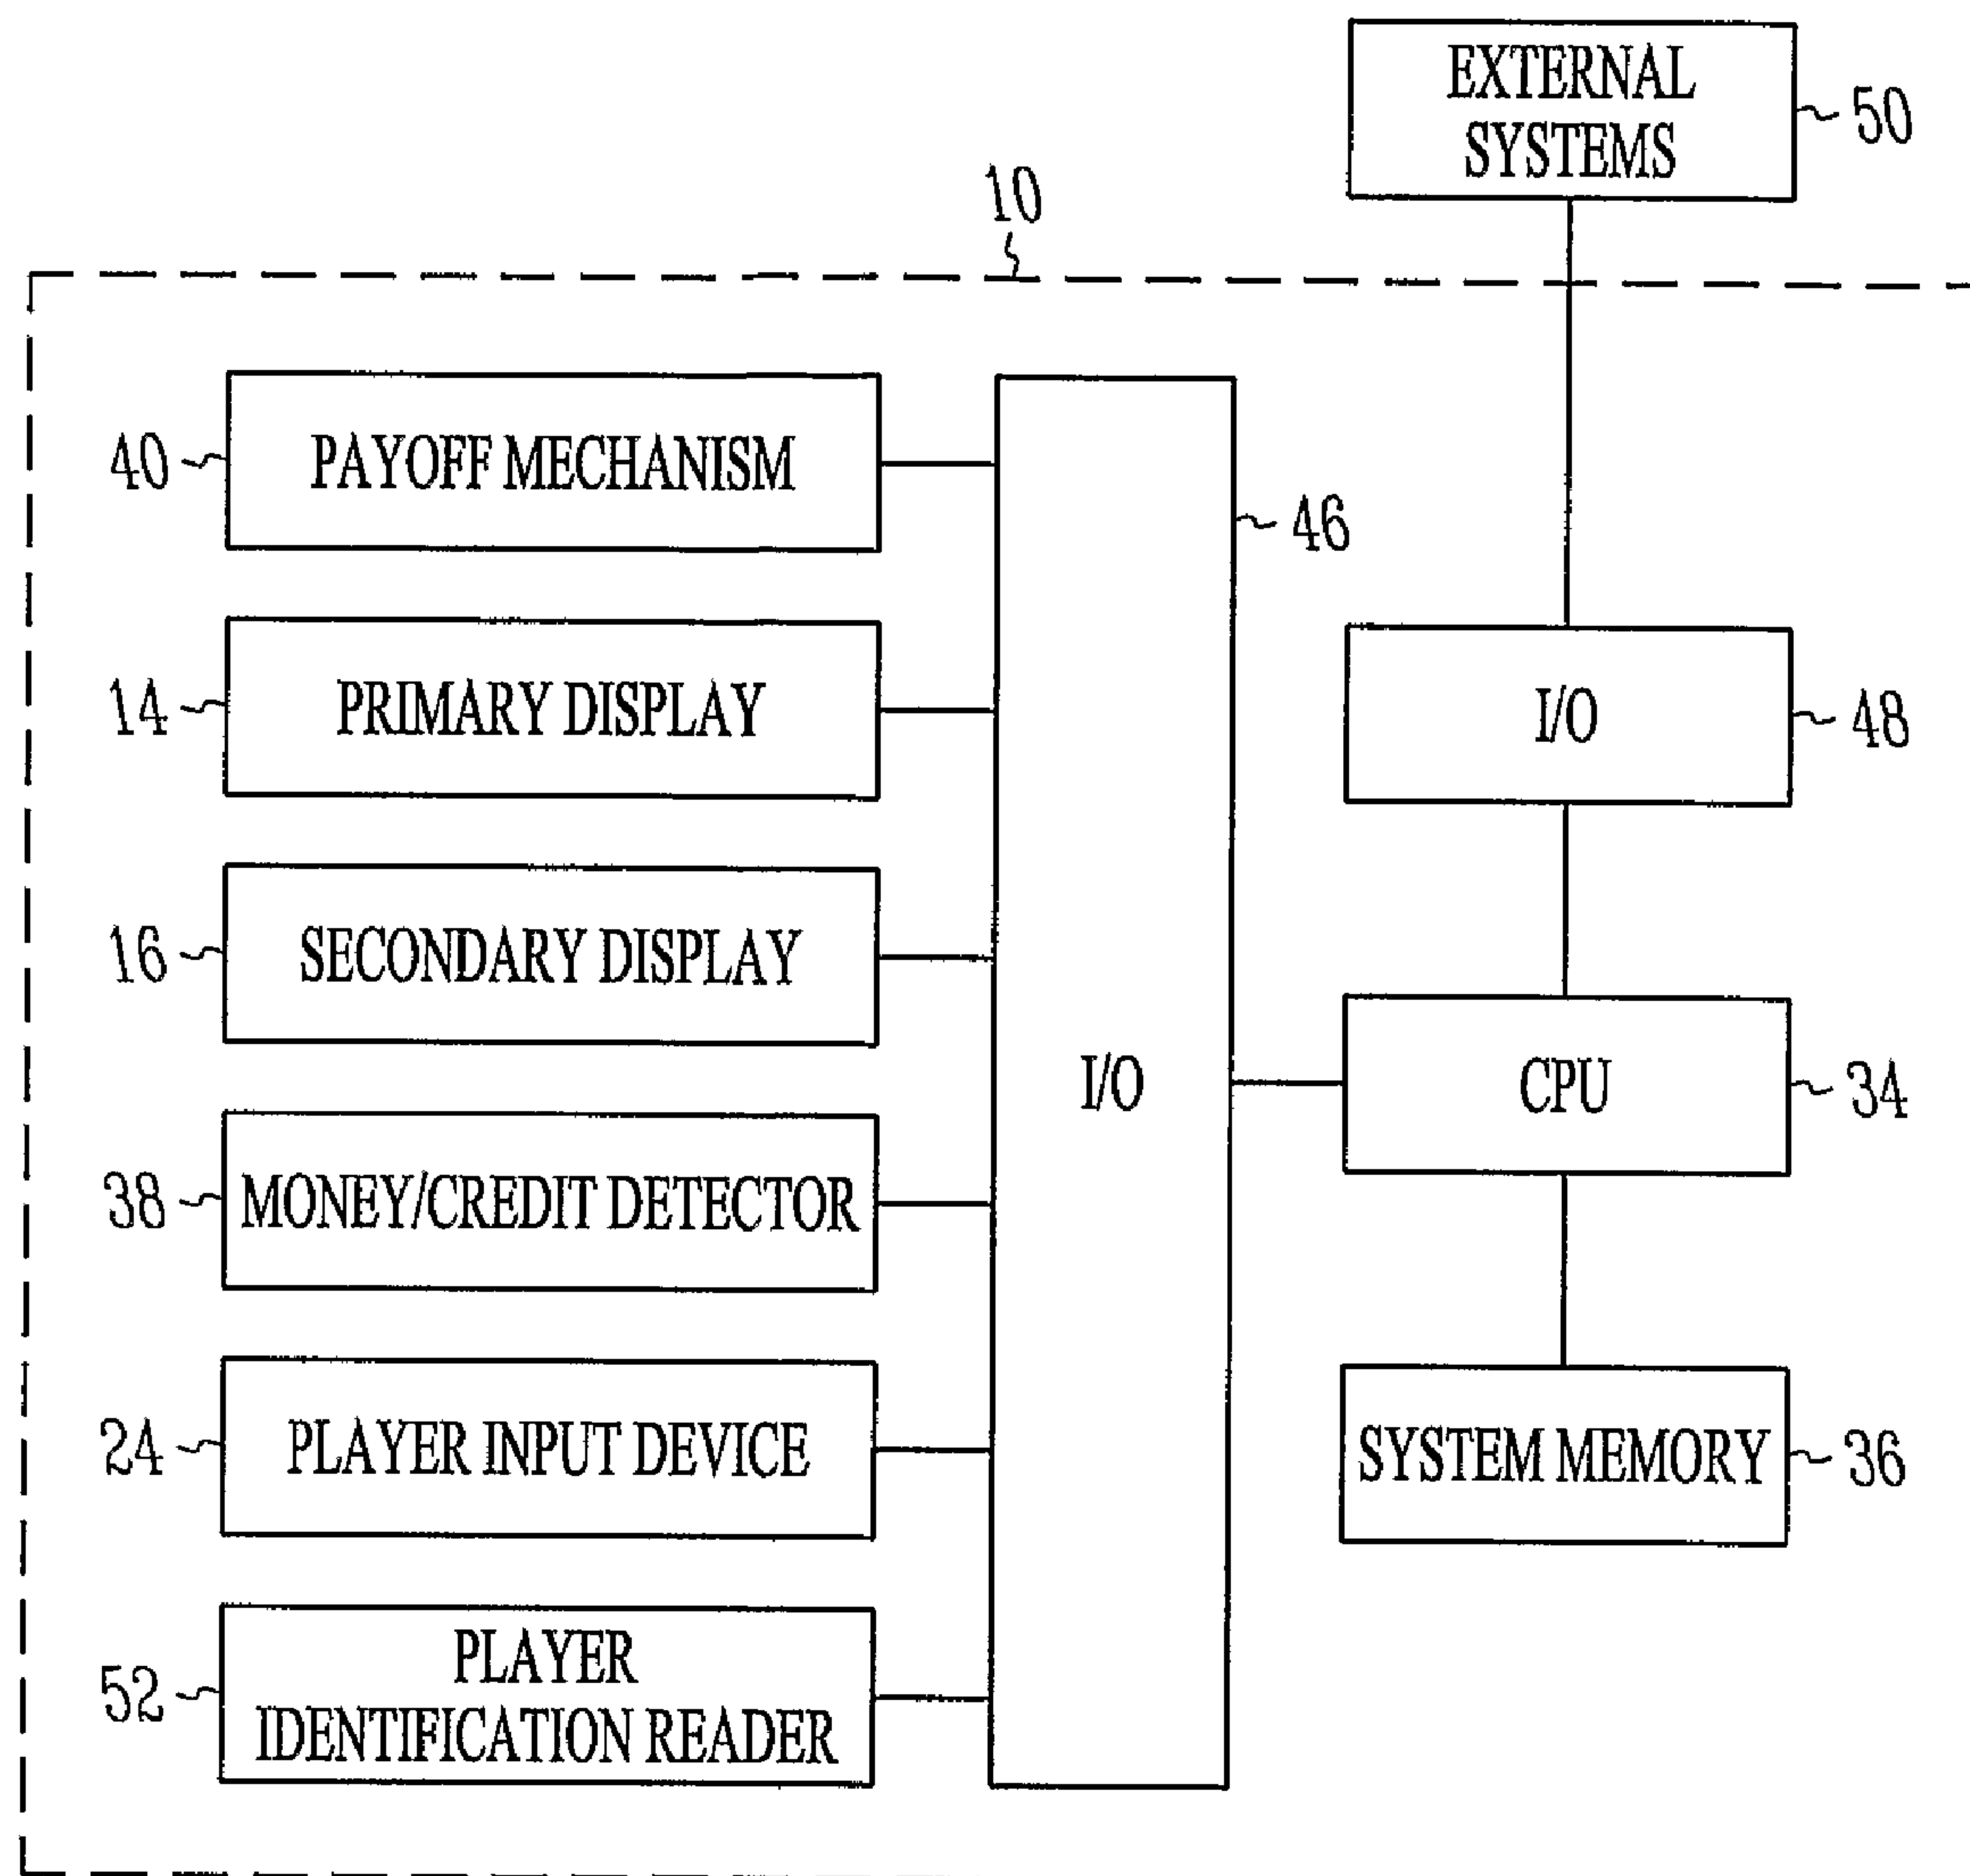 EXTERNAL
SYSTEMS
50
10
40
PAYOFF MECHANISM
46
14
PRIMARY DISPLAY
I/O
48
16
SECONDARY DISPLAY
I/O
CPU
34
38
MONEY/CREDIT DETECTOR
24
PLAYER INPUT DEVICE
SYSTEM MEMORY
36
52
PLAYER
IDENTIFICATION READER